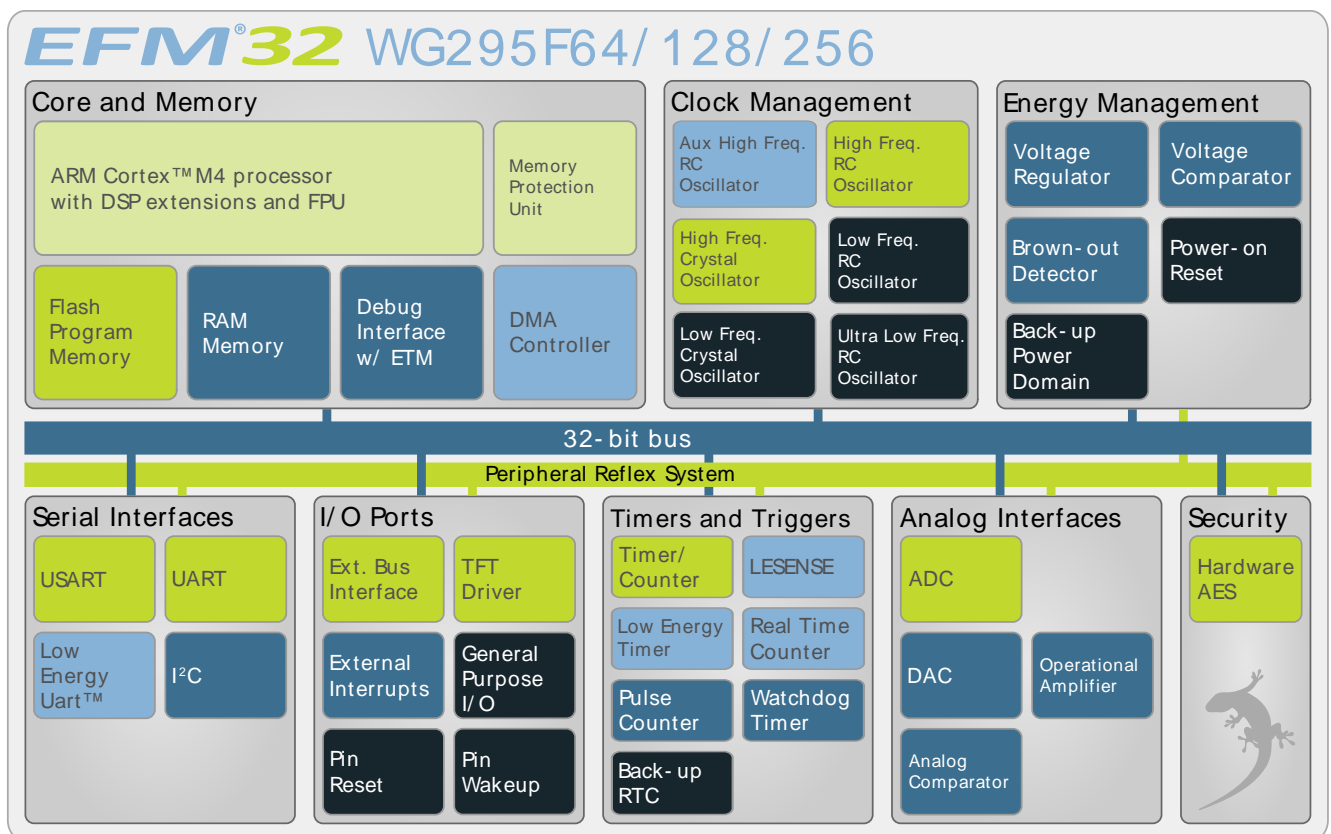 EFM®32 WG295F64/128/256
Core and Memory
ARM Cortex™ M4 processor
with DSP extensions and FPU
Memory
Protection
Unit
Flash
Program
Memory
RAM
Memory
Debug
Interface
w/ ETM
DMA
Controller
Clock Management
Aux High Freq.
RC
Oscillator
High Freq.
RC
Oscillator
High Freq.
Crystal
Oscillator
Low Freq.
RC
Oscillator
Low Freq.
Crystal
Oscillator
Ultra Low Freq.
RC
Oscillator
Energy Management
Voltage
Regulator
Voltage
Comparator
Brown-out
Detector
Power-on
Reset
Back-up
Power
Domain
32-bit bus
Peripheral Reflex System
Serial Interfaces
USART
UART
Low
Energy
Uart™
I²C
I/O Ports
Ext. Bus
Interface
TFT
Driver
External
Interrupts
General
Purpose
I/O
Pin
Reset
Pin
Wakeup
Timers and Triggers
Timer/
Counter
LESENSE
Low Energy
Timer
Real Time
Counter
Pulse
Counter
Watchdog
Timer
Back-up
RTC
Analog Interfaces
ADC
DAC
Operational
Amplifier
Analog
Comparator
Security
Hardware
AES